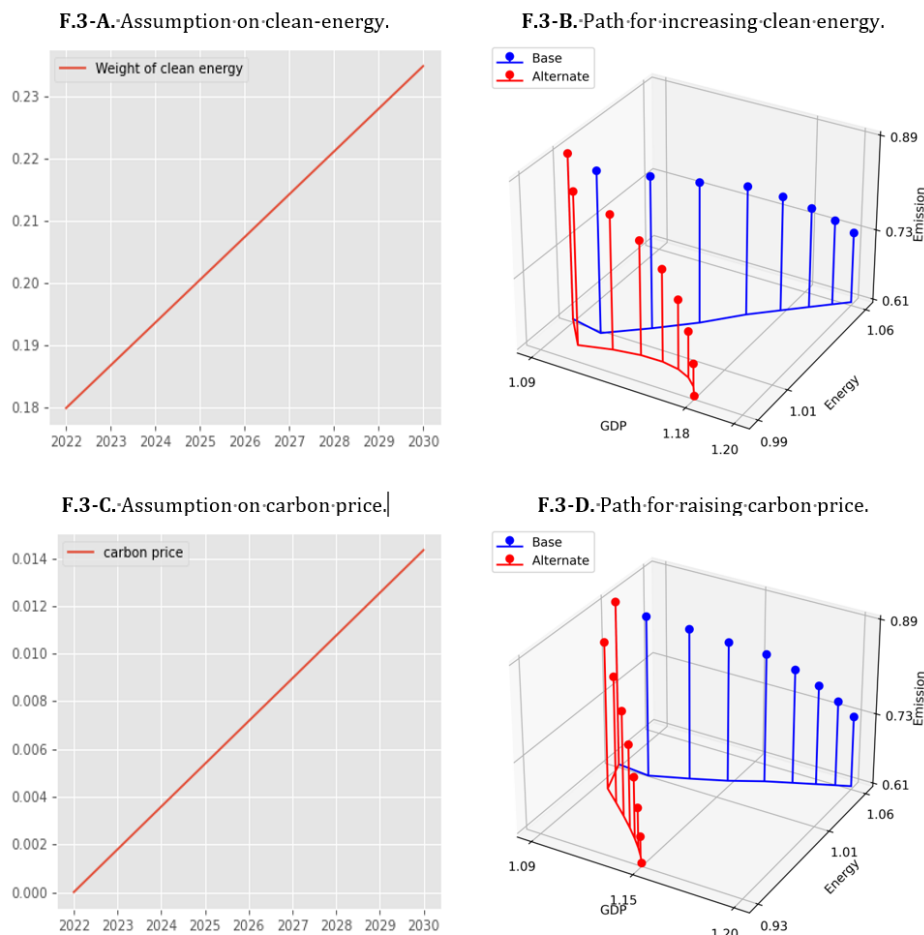 F.3-A. Assumption on clean-energy.
Weight of clean energy
0.23
0.22
0.21
0.20
0.19
0.18
2022 2023 2024 2025 2026 2027 2028 2029 2030
F.3-B. Path for increasing clean energy.
Base
Alternate
0.89
0.73
0.61
Emission
1.06
1.01
0.99
Energy
1.09
1.18
1.20
GDP
F.3-C. Assumption on carbon price.
carbon price
0.014
0.012
0.010
0.008
0.006
0.004
0.002
0.000
2022 2023 2024 2025 2026 2027 2028 2029 2030
F.3-D. Path for raising carbon price.
Base
Alternate
0.89
0.73
0.61
Emission
1.06
1.01
0.93
Energy
1.09
1.15
1.20
GDP